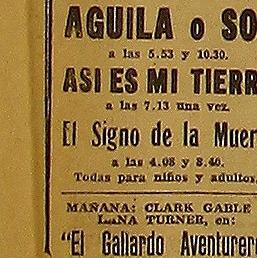 AGUILA o SO
a las 5.53 y 10.30.
ASI ES MI TIERR
a las 7.13 una vez.
El Signo de la Muer
a las 4.08 y 8.40.
Todas para niños y adultos.
MAÑANA: CLARK GABLE
LANA TURNER, en:
"El Gallardo Aventurero